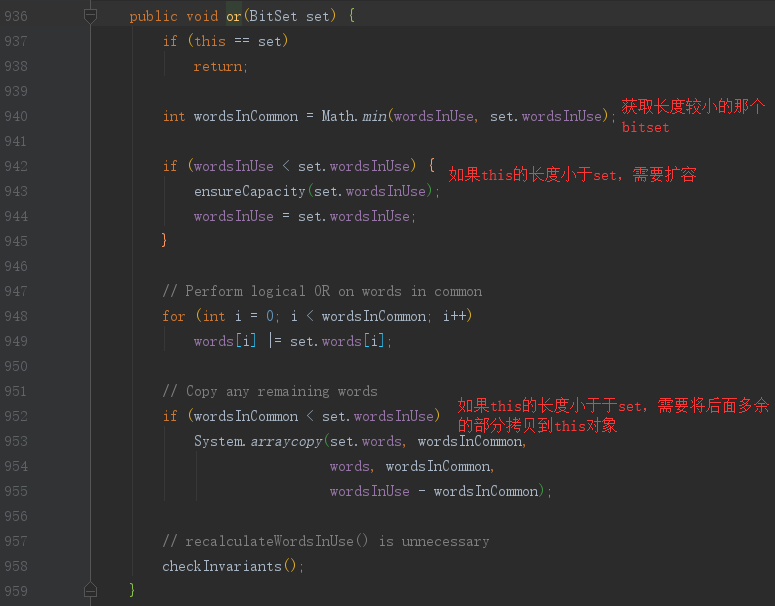 936 public void or(BitSet set) {
937 if (this == set)
938 return;
939
940 int wordsInCommon = Math.min(wordsInUse, set.wordsInUse); 获取长度较小的那个
bitset
941
942 if (wordsInUse < set.wordsInUse) { 如果this的长度小于set，需要扩容
943 ensureCapacity(set.wordsInUse);
944 wordsInUse = set.wordsInUse;
945 }
946
947 // Perform logical OR on words in common
948 for (int i = 0; i < wordsInCommon; i++)
949 words[i] |= set.words[i];
950
951 // Copy any remaining words
952 if (wordsInCommon < set.wordsInUse) 如果this的长度小于于set，需要将后面多余
的部分拷贝到this对象
953 System.arraycopy(set.words, wordsInCommon,
954 words, wordsInCommon,
955 wordsInUse - wordsInCommon);
956
957 // recalculateWordsInUse() is unnecessary
958 checkInvariants();
959 }